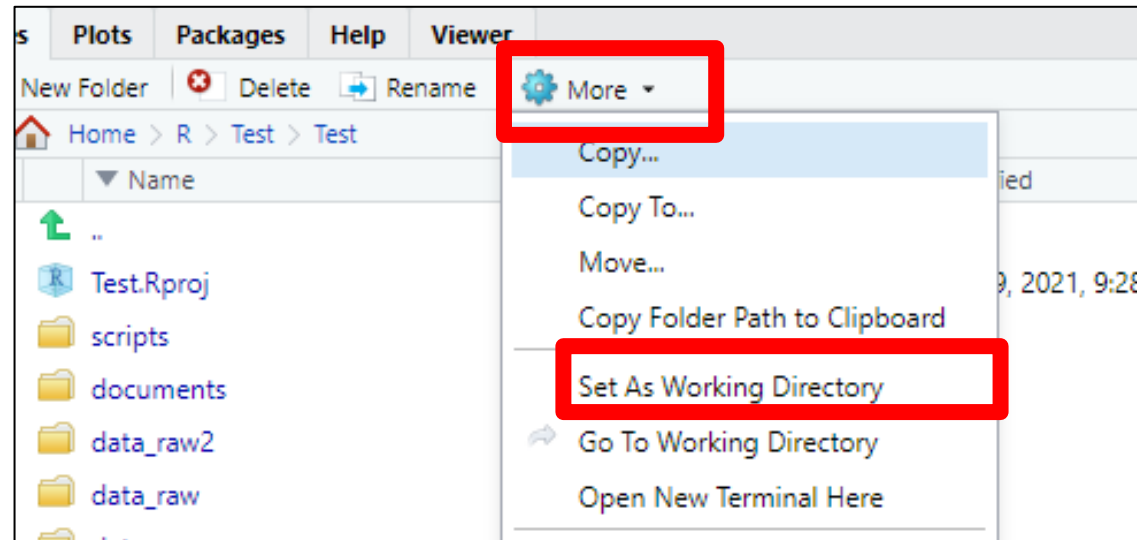 s Plots Packages Help Viewer
New Folder Delete Rename More
Home > R > Test > Test
Copy...
Name ied
Copy To...
..
Move...
Test.Rproj 9, 2021, 9:28
Copy Folder Path to Clipboard
scripts
documents Set As Working Directory
data_raw2 Go To Working Directory
data_raw Open New Terminal Here